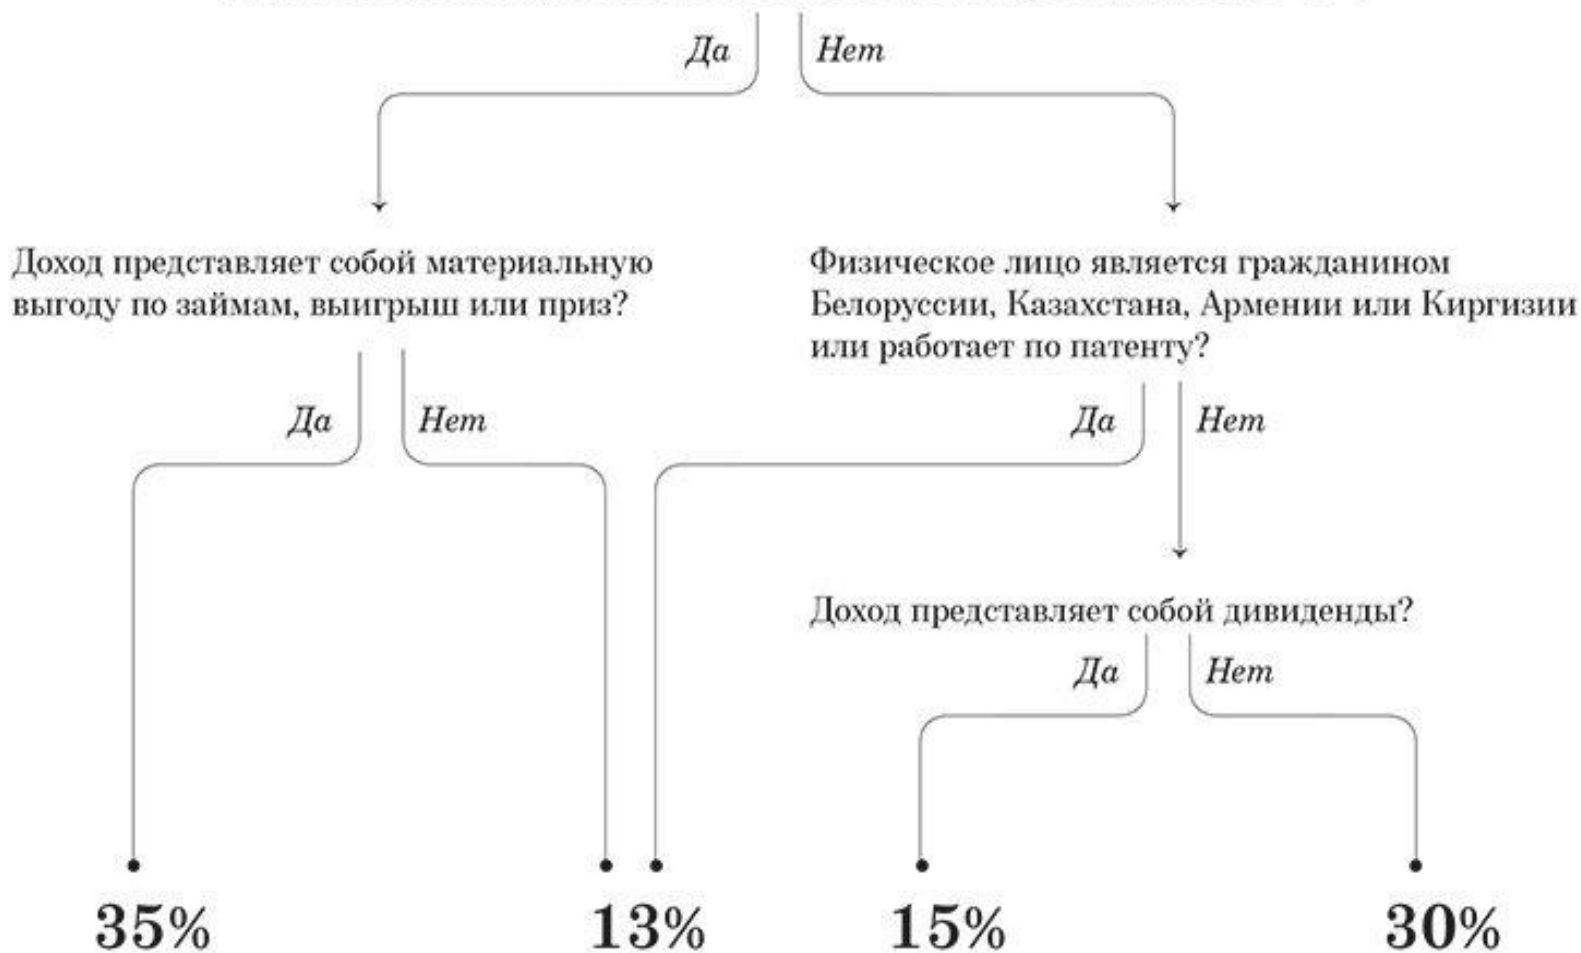 Да
Нет
Доход представляет собой материальную
выгоду по займам, выигрыш или приз?
Да
Нет
Физическое лицо является гражданином
Белоруссии, Казахстана, Армении или Киргизии
или работает по патенту?
Да
Нет
Доход представляет собой дивиденды?
Да
Нет
35%
13%
15%
30%